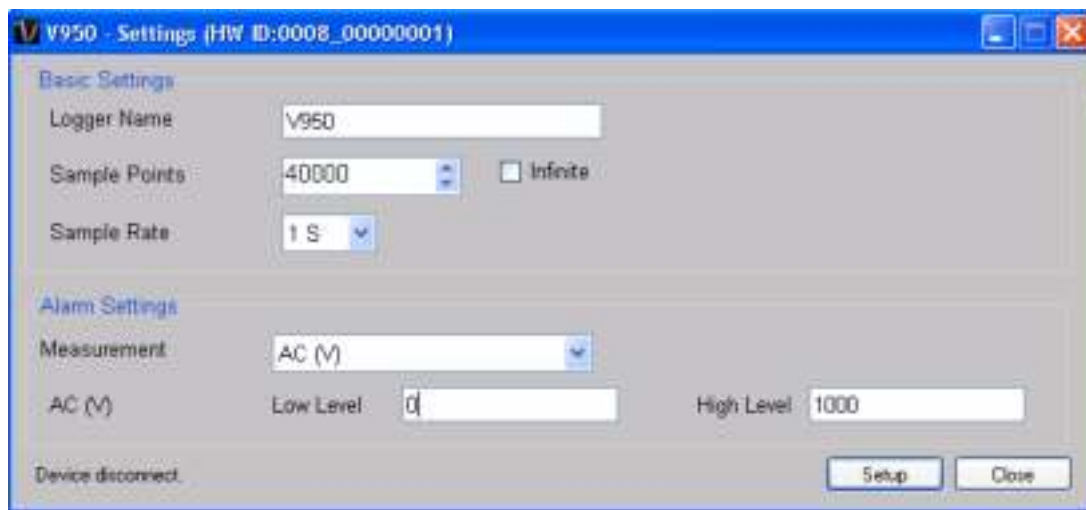 V950 - Settings (HW ID:0008_00000001)
Basic Settings
Logger Name V950
Sample Points 40000 Infinite
Sample Rate 1 S
Alarm Settings
Measurement AC (V)
AC (V) Low Level 0 High Level 1000
Device disconnect. Setup Close